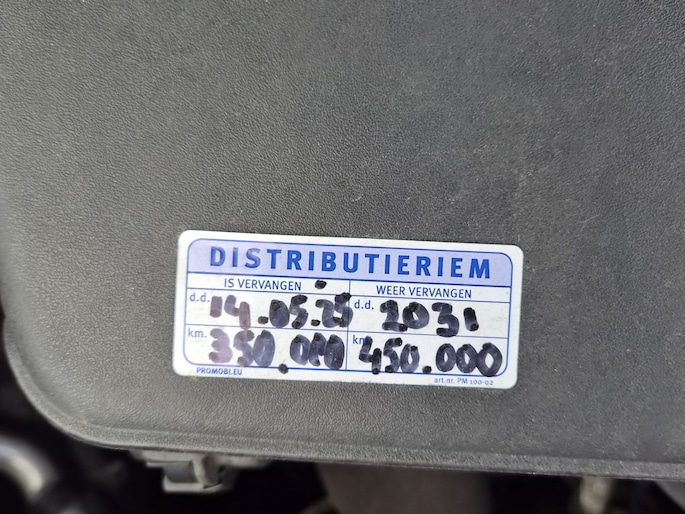 DISTRIBUTIERIEM
IS VERVANGEN WEER VERVANGEN
d.d. 14.05.25 d.d. 2031
km. 350.000 km 450.000
PROMOBI.EU art.nr. PM 100-02